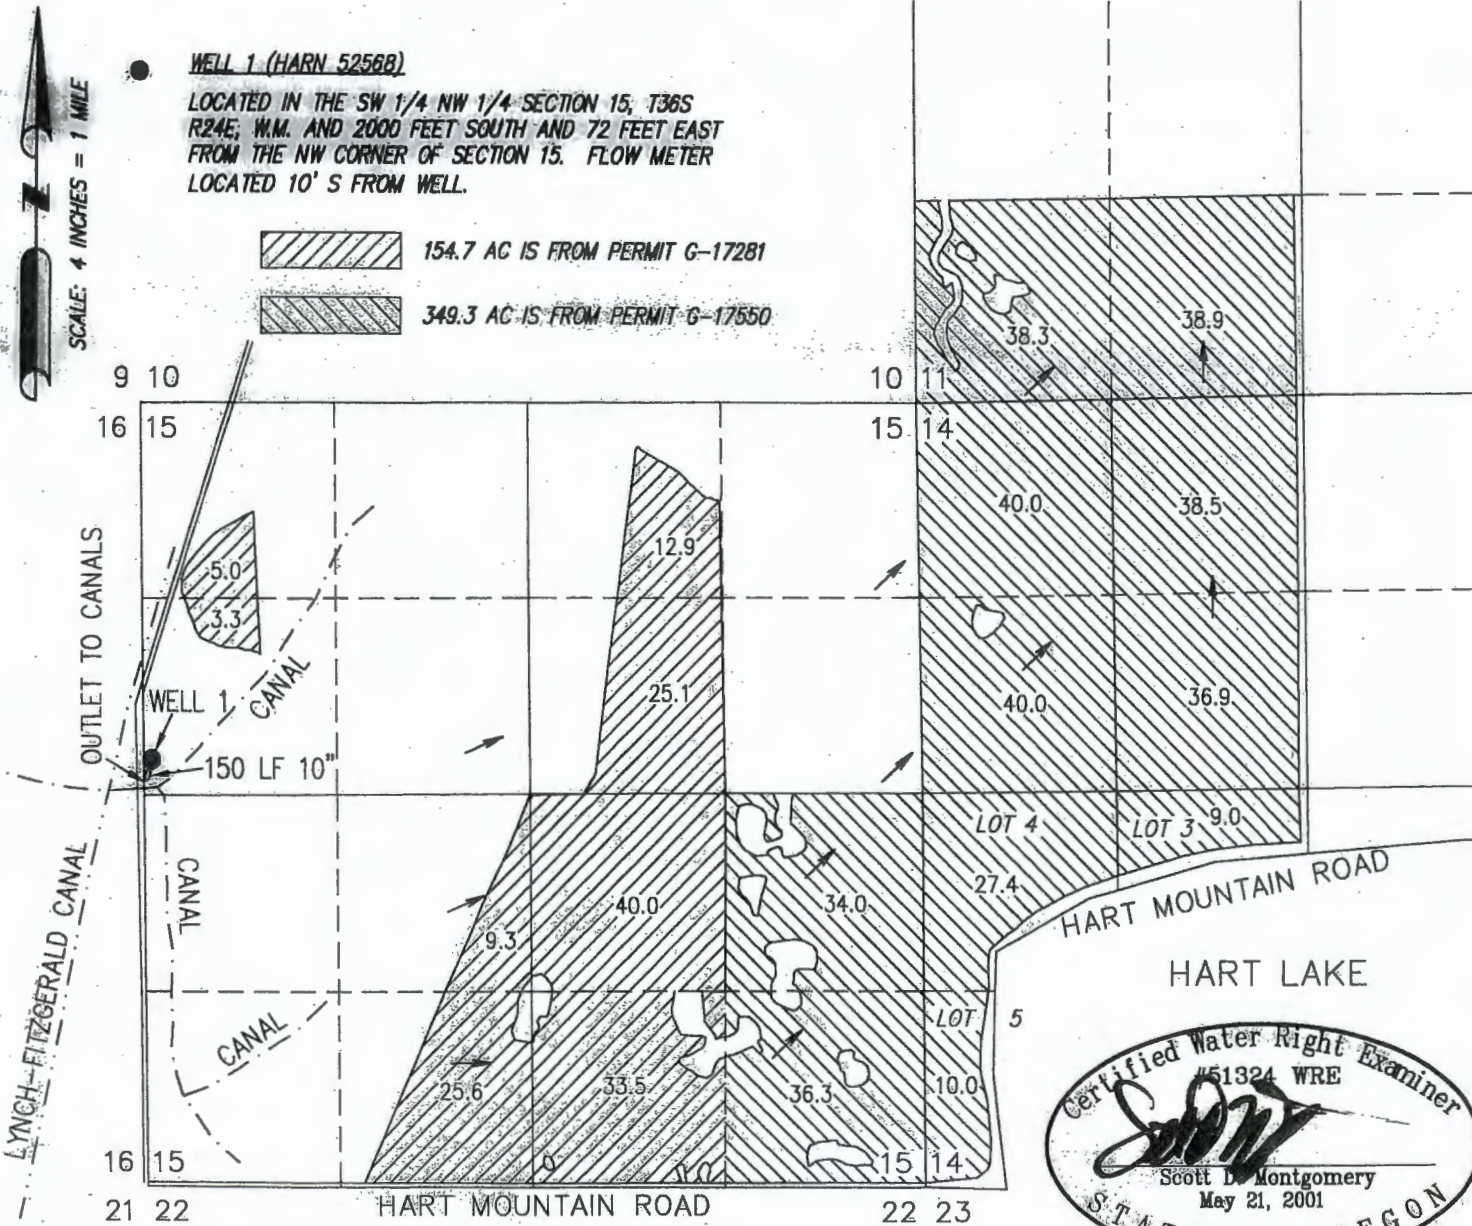 WELL 1 (HARN 52568)
LOCATED IN THE SW 1/4 NW 1/4 SECTION 15, T36S
R24E, W.M. AND 2000 FEET SOUTH AND 72 FEET EAST
FROM THE NW CORNER OF SECTION 15. FLOW METER
LOCATED 10' S FROM WELL.
SCALE: 4 INCHES = 1 MILE
154.7 AC IS FROM PERMIT G-17281
349.3 AC IS FROM PERMIT G-17550
38.3
38.9
9 10
10 11
16 15
15 14
40.0
38.5
12.9
5.0
3.3
OUTLET TO CANALS
WELL 1
CANAL
25.1
40.0
36.9
150 LF 10"
LOT 4
LOT 3 9.0
27.4
HART MOUNTAIN ROAD
LYNCH-FITZGERALD CANAL
CANAL
9.3
40.0
34.0
HART LAKE
CANAL
LOT 5
25.6
33.5
36.3
10.0
16 15
15 14
21 22
HART MOUNTAIN ROAD
22 23
Certified Water Right Examiner
#51324 WRE
Scott D. Montgomery
May 21, 2001